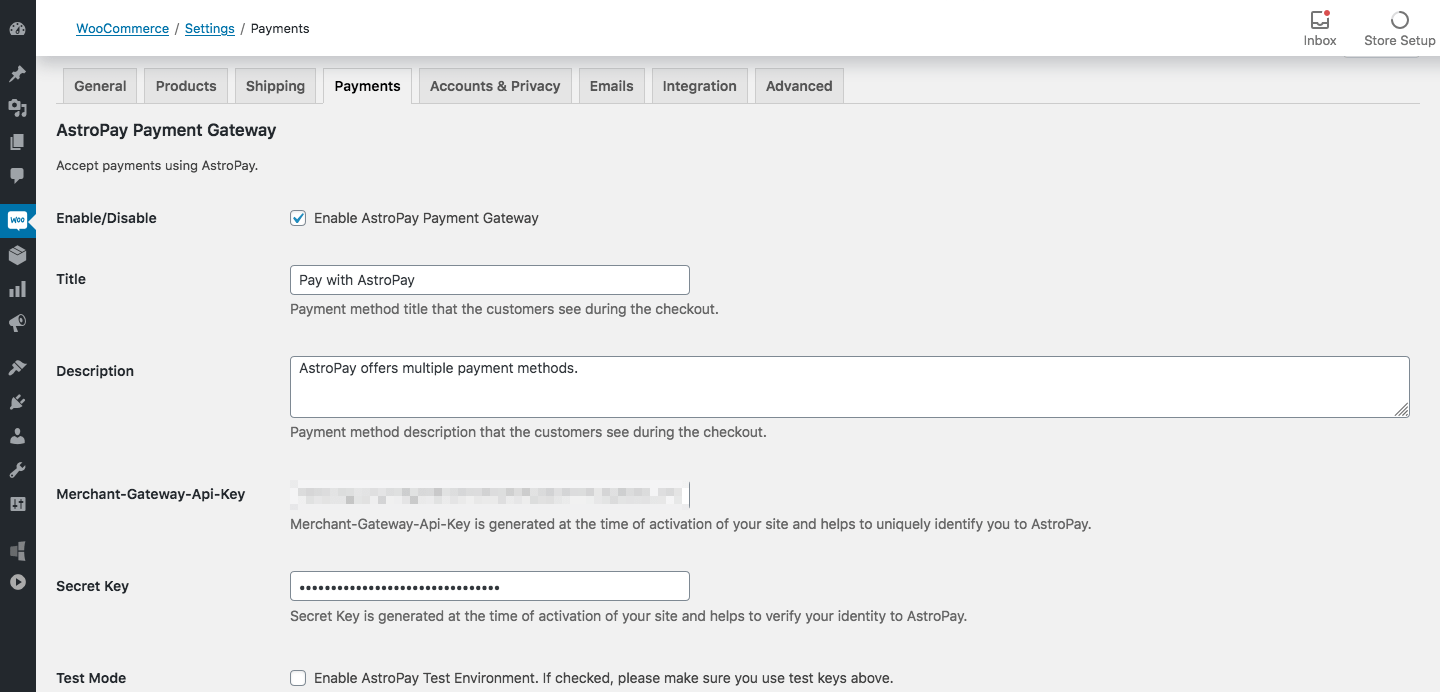 WooCommerce / Settings / Payments
Inbox
Store Setup
General Products Shipping Payments Accounts & Privacy Emails Integration Advanced
AstroPay Payment Gateway
Accept payments using AstroPay.
Woo
Enable/Disable
Enable AstroPay Payment Gateway
Title
Pay with AstroPay
Payment method title that the customers see during the checkout.
Description
AstroPay offers multiple payment methods.
Payment method description that the customers see during the checkout.
Merchant-Gateway-Api-Key
Merchant-Gateway-Api-Key is generated at the time of activation of your site and helps to uniquely identify you to AstroPay.
Secret Key
Secret Key is generated at the time of activation of your site and helps to verify your identity to AstroPay.
Test Mode
Enable AstroPay Test Environment. If checked, please make sure you use test keys above.